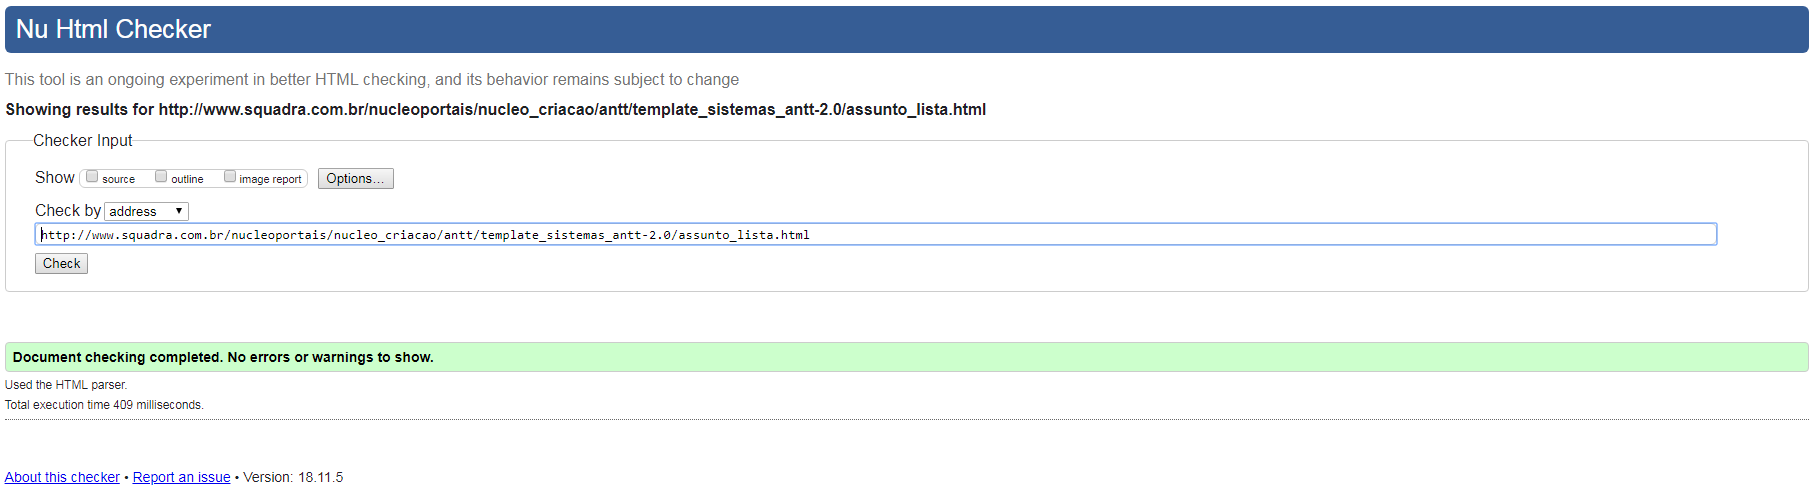 Nu Html Checker
This tool is an ongoing experiment in better HTML checking, and its behavior remains subject to change
Showing results for http://www.squadra.com.br/nucleoportais/nucleo_criacao/antt/template_sistemas_antt-2.0/assunto_lista.html
Checker Input
Show source outline image report Options...
Check by address
http://www.squadra.com.br/nucleoportais/nucleo_criacao/antt/template_sistemas_antt-2.0/assunto_lista.html
Check
Document checking completed. No errors or warnings to show.
Used the HTML parser.
Total execution time 409 milliseconds.
About this checker • Report an issue • Version: 18.11.5